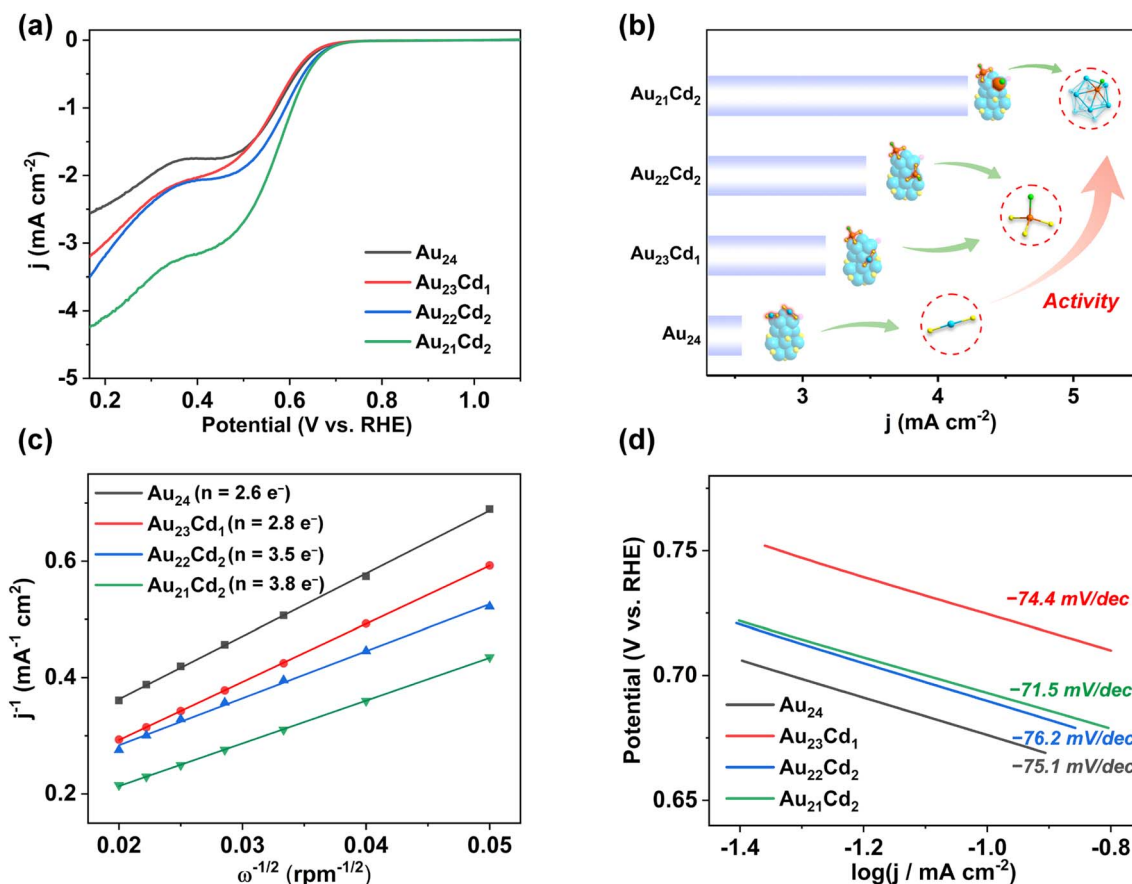 (a)
0
-1
-2
-3
-4
-5
j (mA cm⁻²)
Au₂₄
Au₂₃Cd₁
Au₂₂Cd₂
Au₂₁Cd₂
0.2 0.4 0.6 0.8 1.0
Potential (V vs. RHE)
(b)
Au₂₁Cd₂
Au₂₂Cd₂
Au₂₃Cd₁
Au₂₄
Activity
3 4 5
j (mA cm⁻²)
(c)
Au₂₄ (n = 2.6 e⁻)
Au₂₃Cd₁ (n = 2.8 e⁻)
Au₂₂Cd₂ (n = 3.5 e⁻)
Au₂₁Cd₂ (n = 3.8 e⁻)
0.6
0.4
0.2
j⁻¹ (mA⁻¹ cm²)
0.02 0.03 0.04 0.05
ω⁻¹/² (rpm⁻¹/²)
(d)
0.75
0.70
0.65
Potential (V vs. RHE)
−74.4 mV/dec
−71.5 mV/dec
−76.2 mV/dec
−75.1 mV/dec
Au₂₄
Au₂₃Cd₁
Au₂₂Cd₂
Au₂₁Cd₂
-1.4 -1.2 -1.0 -0.8
log(j / mA cm⁻²)